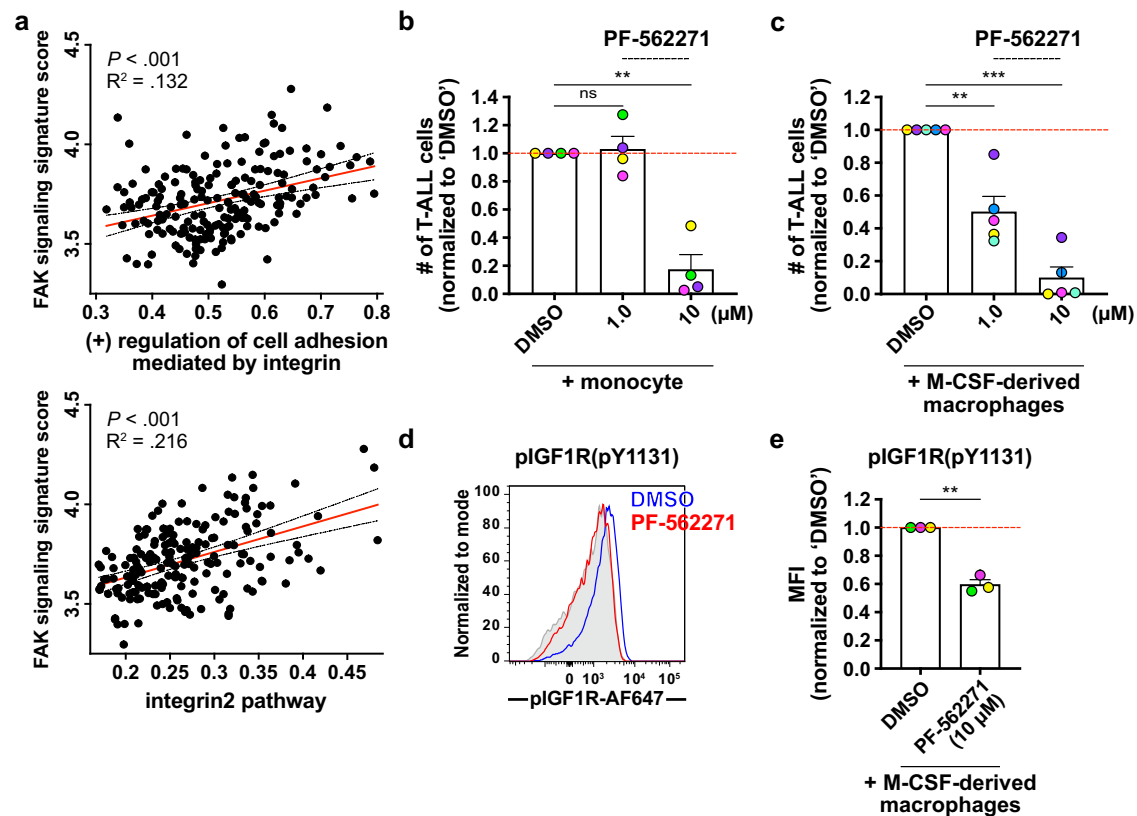 a
FAK signaling signature score
4.5
4.0
3.5
P < .001
R² = .132
0.3 0.4 0.5 0.6 0.7 0.8
(+) regulation of cell adhesion
mediated by integrin
FAK signaling signature score
4.5
4.0
3.5
P < .001
R² = .216
0.2 0.25 0.3 0.35 0.4 0.45
integrin2 pathway
b
PF-562271
**
ns
# of T-ALL cells
(normalized to ‘DMSO’)
1.4
1.2
1.0
0.8
0.6
0.4
0.2
0.0
DMSO 1.0 10 (µM)
+ monocyte
c
PF-562271
***
**
# of T-ALL cells
(normalized to ‘DMSO’)
1.2
1.0
0.8
0.6
0.4
0.2
0.0
DMSO 1.0 10 (µM)
+ M-CSF-derived
macrophages
d
pIGF1R(pY1131)
DMSO
PF-562271
Normalized to mode
100
80
60
40
20
0
0 10³ 10⁴ 10⁵
pIGF1R-AF647
e
pIGF1R(pY1131)
**
MFI
(normalized to ‘DMSO’)
1.2
1.0
0.8
0.6
0.4
0.2
0.0
DMSO
PF-562271
(10 µM)
+ M-CSF-derived
macrophages